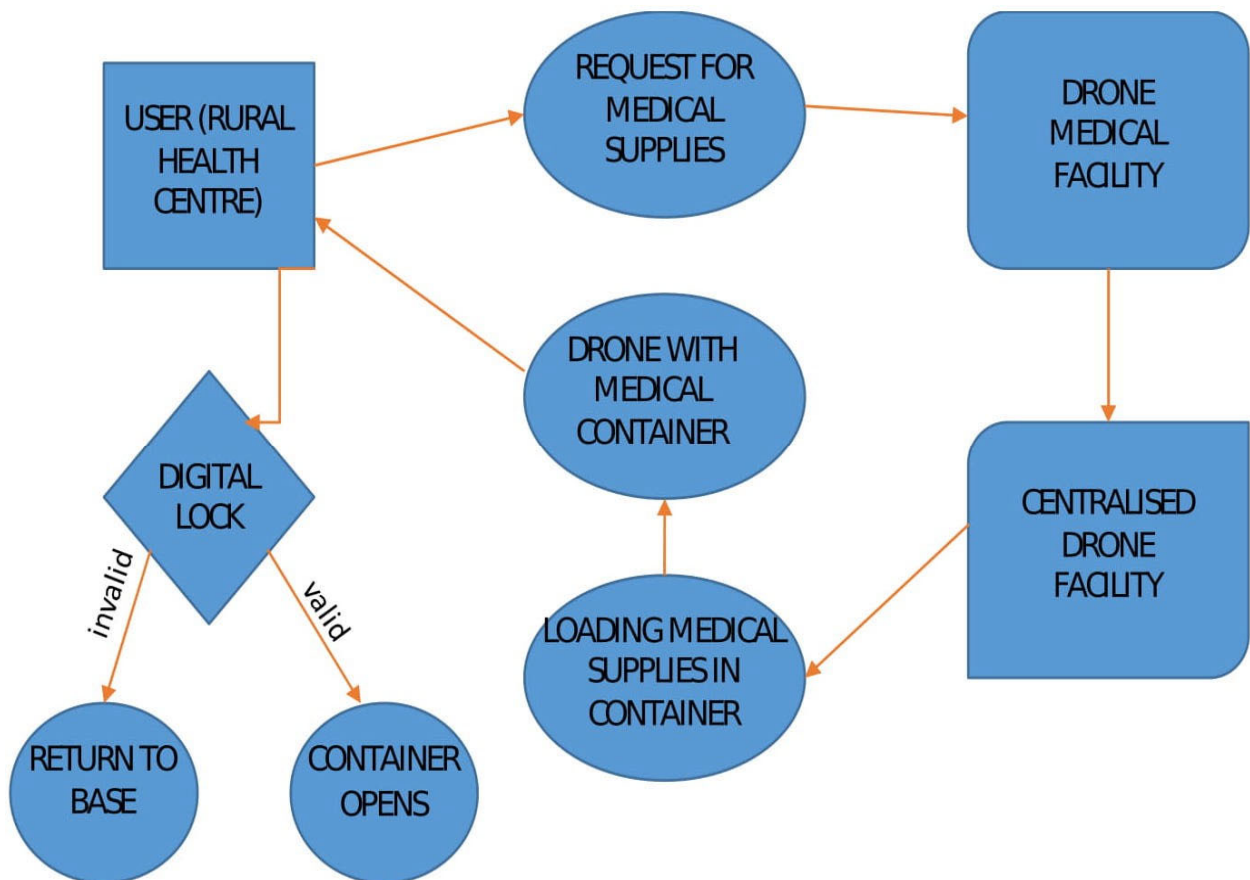 USER (RURAL
HEALTH
CENTRE)
REQUEST FOR
MEDICAL
SUPPLIES
DRONE
MEDICAL
FACILITY
DRONE WITH
MEDICAL
CONTAINER
DIGITAL
LOCK
CENTRALISED
DRONE
FACILITY
LOADING MEDICAL
SUPPLIES IN
CONTAINER
invalid
valid
RETURN TO
BASE
CONTAINER
OPENS